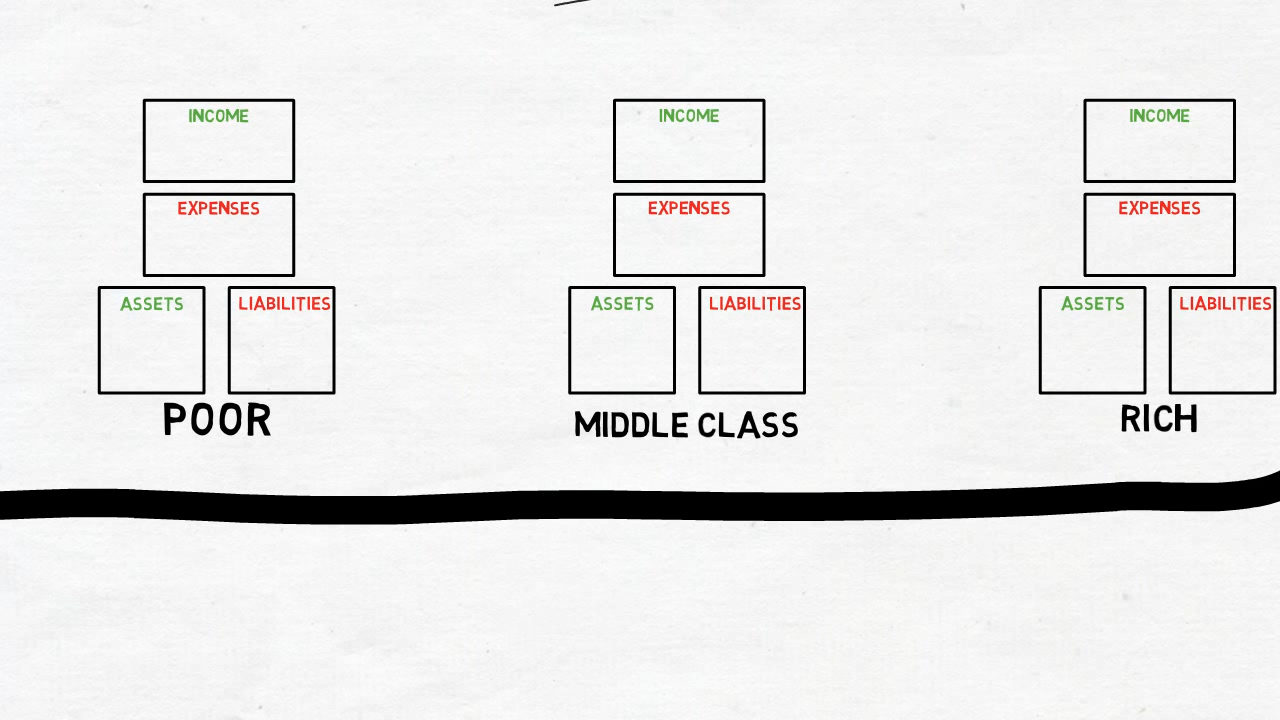 INCOME
EXPENSES
ASSETS LIABILITIES
POOR
INCOME
EXPENSES
ASSETS LIABILITIES
MIDDLE CLASS
INCOME
EXPENSES
ASSETS LIABILITIES
RICH